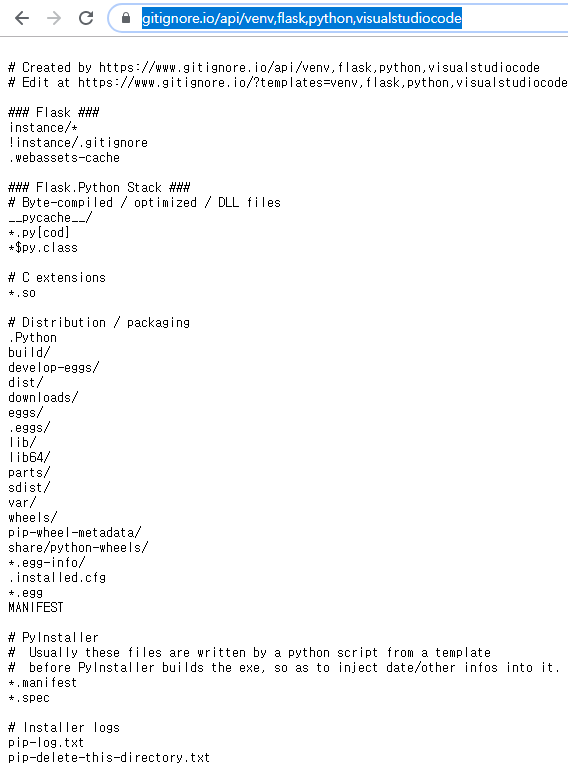 gitignore.io/api/venv,flask,python,visualstudiocode
# Created by https://www.gitignore.io/api/venv,flask,python,visualstudiocode
# Edit at https://www.gitignore.io/?templates=venv,flask,python,visualstudiocode
### Flask ###
instance/*
!instance/.gitignore
.webassets-cache
### Flask.Python Stack ###
# Byte-compiled / optimized / DLL files
__pycache__/
*.py[cod]
*$py.class
# C extensions
*.so
# Distribution / packaging
.Python
build/
develop-eggs/
dist/
downloads/
eggs/
.eggs/
lib/
lib64/
parts/
sdist/
var/
wheels/
pip-wheel-metadata/
share/python-wheels/
*.egg-info/
.installed.cfg
*.egg
MANIFEST
# PyInstaller
#  Usually these files are written by a python script from a template
#  before PyInstaller builds the exe, so as to inject date/other infos into it.
*.manifest
*.spec
# Installer logs
pip-log.txt
pip-delete-this-directory.txt